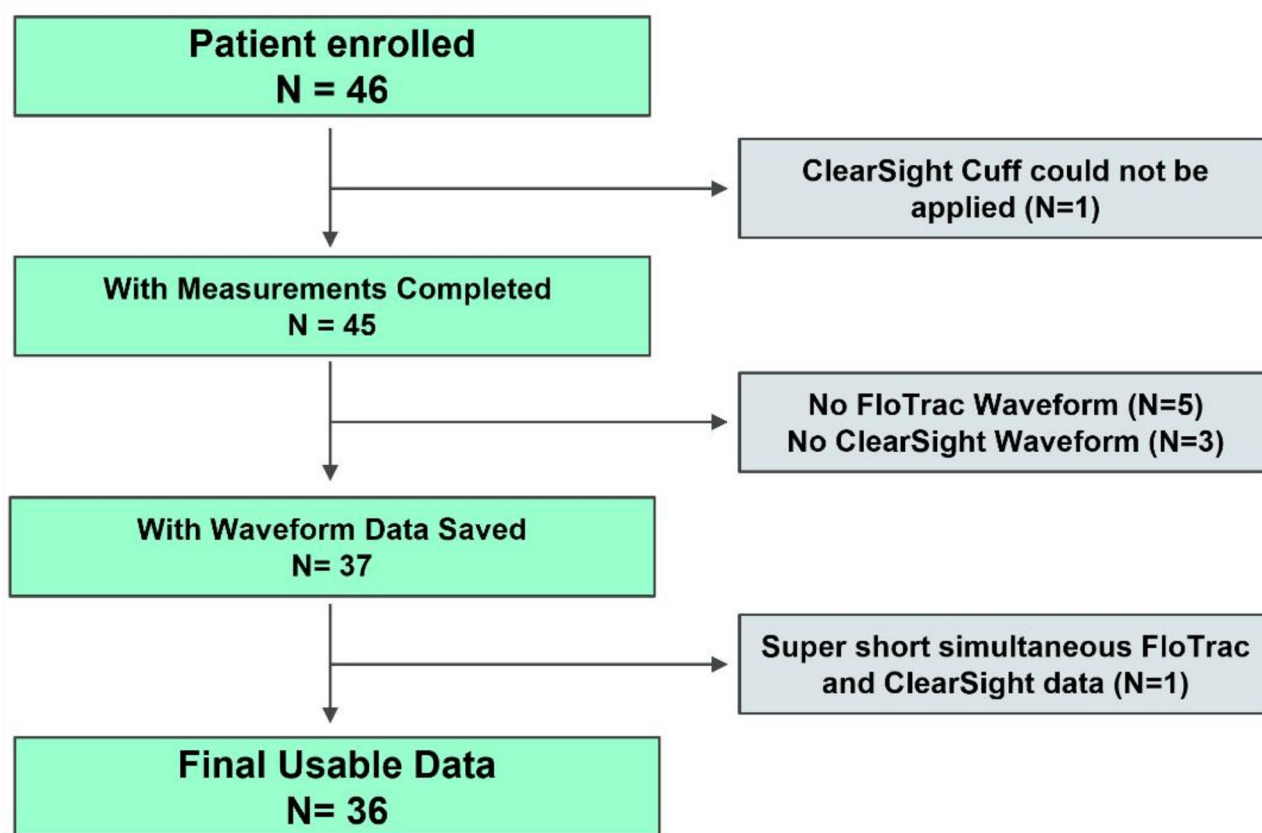 Patient enrolled
N = 46
ClearSight Cuff could not be
applied (N=1)
With Measurements Completed
N = 45
No FloTrac Waveform (N=5)
No ClearSight Waveform (N=3)
With Waveform Data Saved
N= 37
Super short simultaneous FloTrac
and ClearSight data (N=1)
Final Usable Data
N= 36